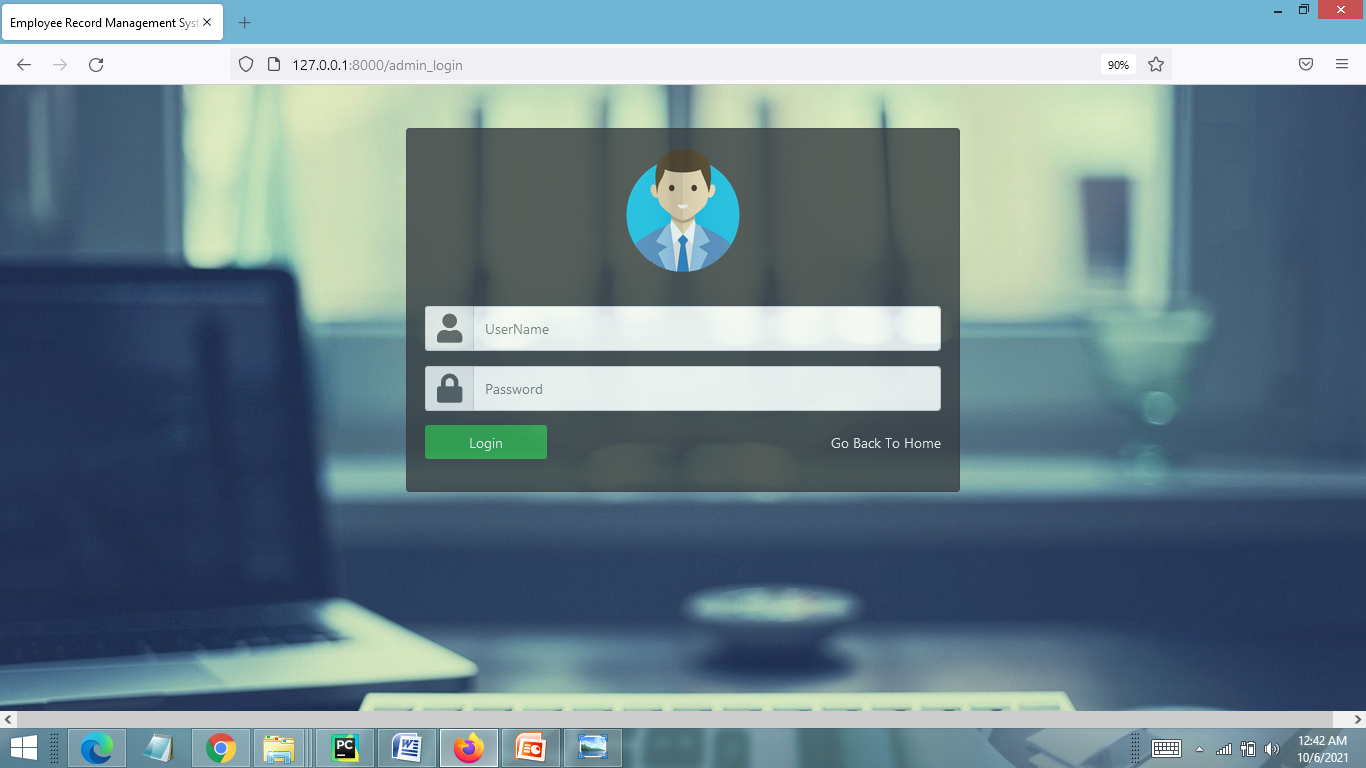 Employee Record Management Syst
127.0.0.1:8000/admin_login
90%
UserName
Password
Login
Go Back To Home
PC
W
P
12:42 AM
10/6/2021